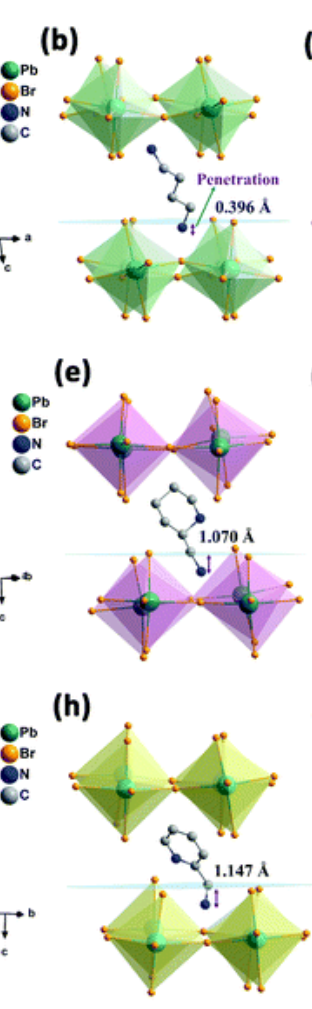 (b)
Pb
Br
N
C
Penetration
0.396 Å
a
c
(e)
Pb
Br
N
C
1.070 Å
c
(h)
Pb
Br
N
C
1.147 Å
b
c